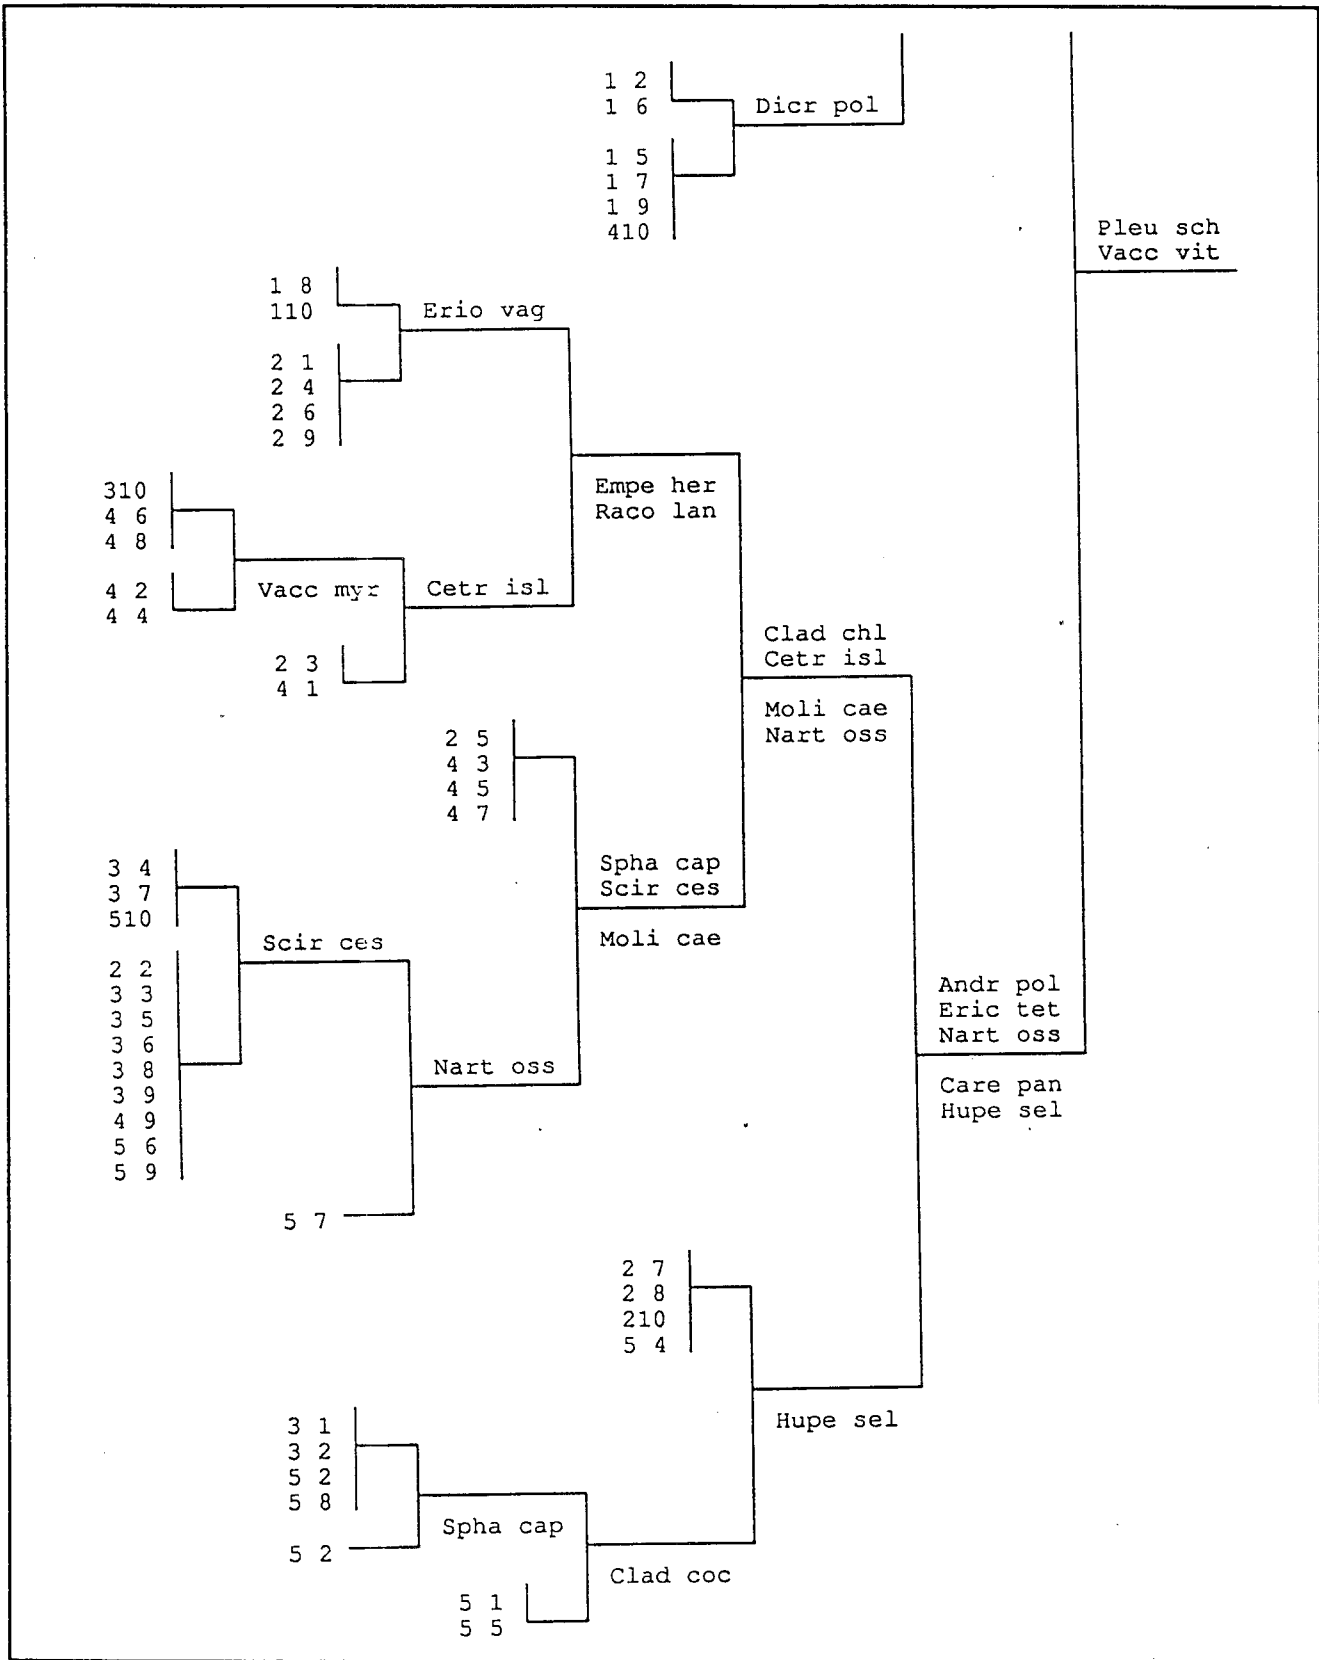 1 2
1 6
Dicr pol
1 5
1 7
1 9
410
Pleu sch
Vacc vit
1 8
110
Erio vag
2 1
2 4
2 6
2 9
310
4 6
4 8
Empe her
Raco lan
4 2
4 4
Vacc myr
Cetr isl
2 3
4 1
Clad chl
Cetr isl
Moli cae
Nart oss
2 5
4 3
4 5
4 7
3 4
3 7
510
Spha cap
Scir ces
Scir ces
Moli cae
2 2
3 3
3 5
3 6
3 8
3 9
4 9
5 6
5 9
Andr pol
Eric tet
Nart oss
Nart oss
Care pan
Hupe sel
5 7
2 7
2 8
210
5 4
Hupe sel
3 1
3 2
5 2
5 8
Spha cap
5 2
Clad coc
5 1
5 5